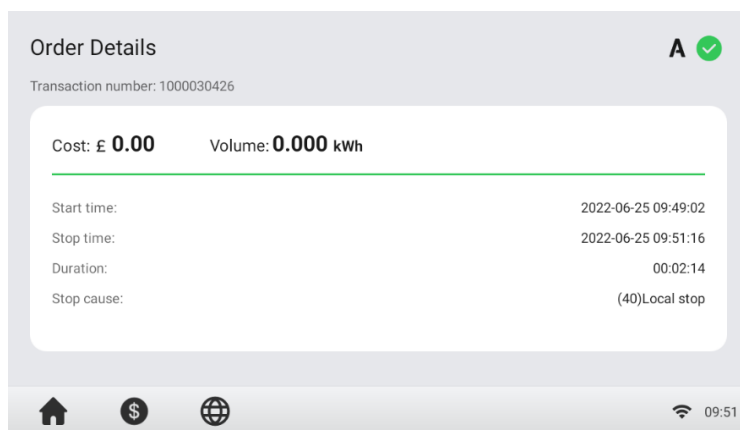 Order Details
A
Transaction number: 1000030426
Cost: £ 0.00 Volume: 0.000 kWh
Start time: 2022-06-25 09:49:02
Stop time: 2022-06-25 09:51:16
Duration: 00:02:14
Stop cause: (40)Local stop
$ 09:51